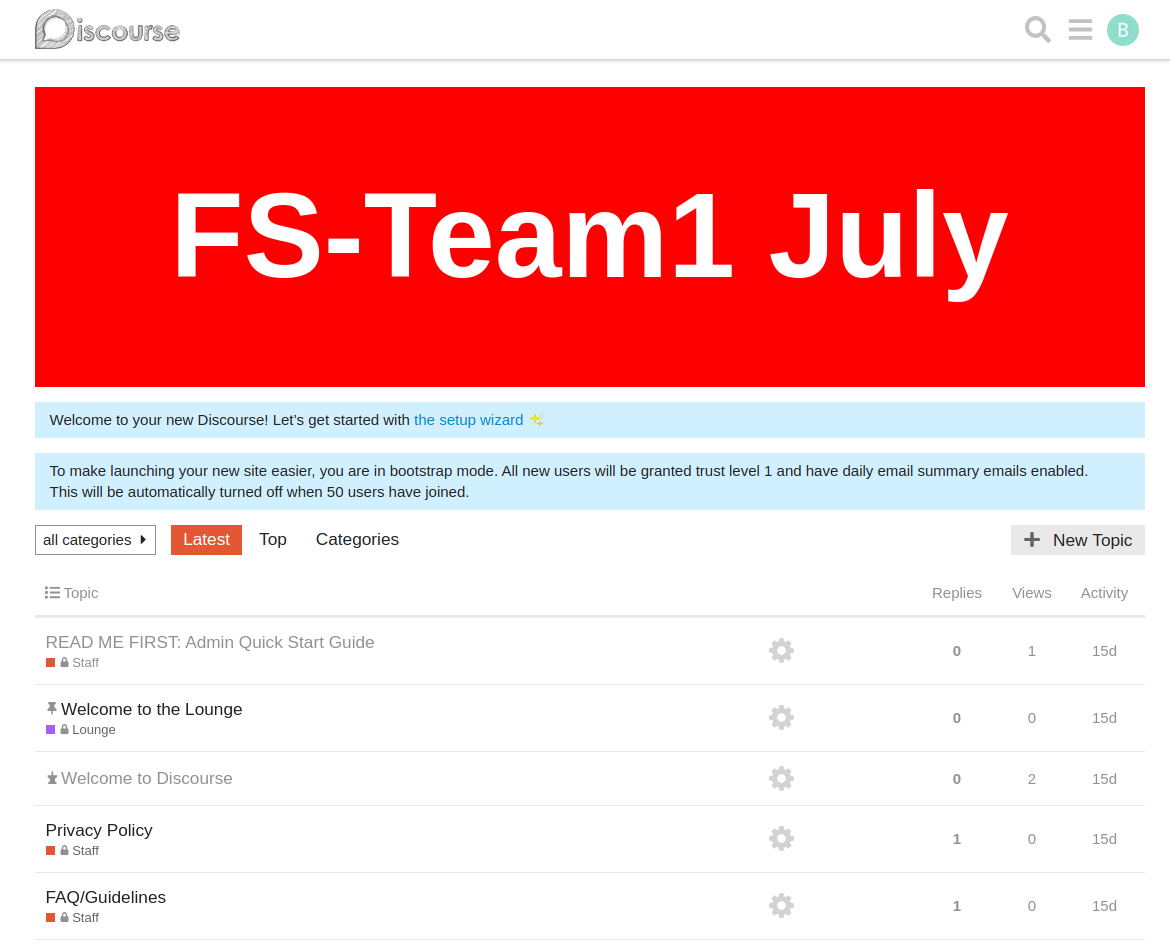 Discourse
B
FS-Team1 July
Welcome to your new Discourse! Let’s get started with the setup wizard ✨
To make launching your new site easier, you are in bootstrap mode. All new users will be granted trust level 1 and have daily email summary emails enabled.
This will be automatically turned off when 50 users have joined.
all categories Latest Top Categories New Topic
Topic Replies Views Activity
READ ME FIRST: Admin Quick Start Guide 0 1 15d
Staff
Welcome to the Lounge 0 0 15d
Lounge
Welcome to Discourse 0 2 15d
Privacy Policy 1 0 15d
Staff
FAQ/Guidelines 1 0 15d
Staff